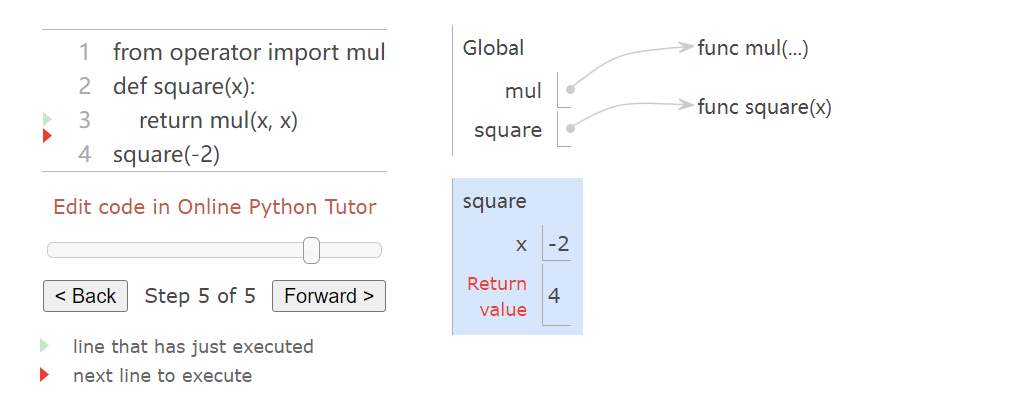 1 from operator import mul
2 def square(x):
3 return mul(x, x)
4 square(-2)
Edit code in Online Python Tutor
< Back Step 5 of 5 Forward >
line that has just executed
next line to execute
Global
mul
square
func mul(...)
func square(x)
square
x -2
Return
value 4